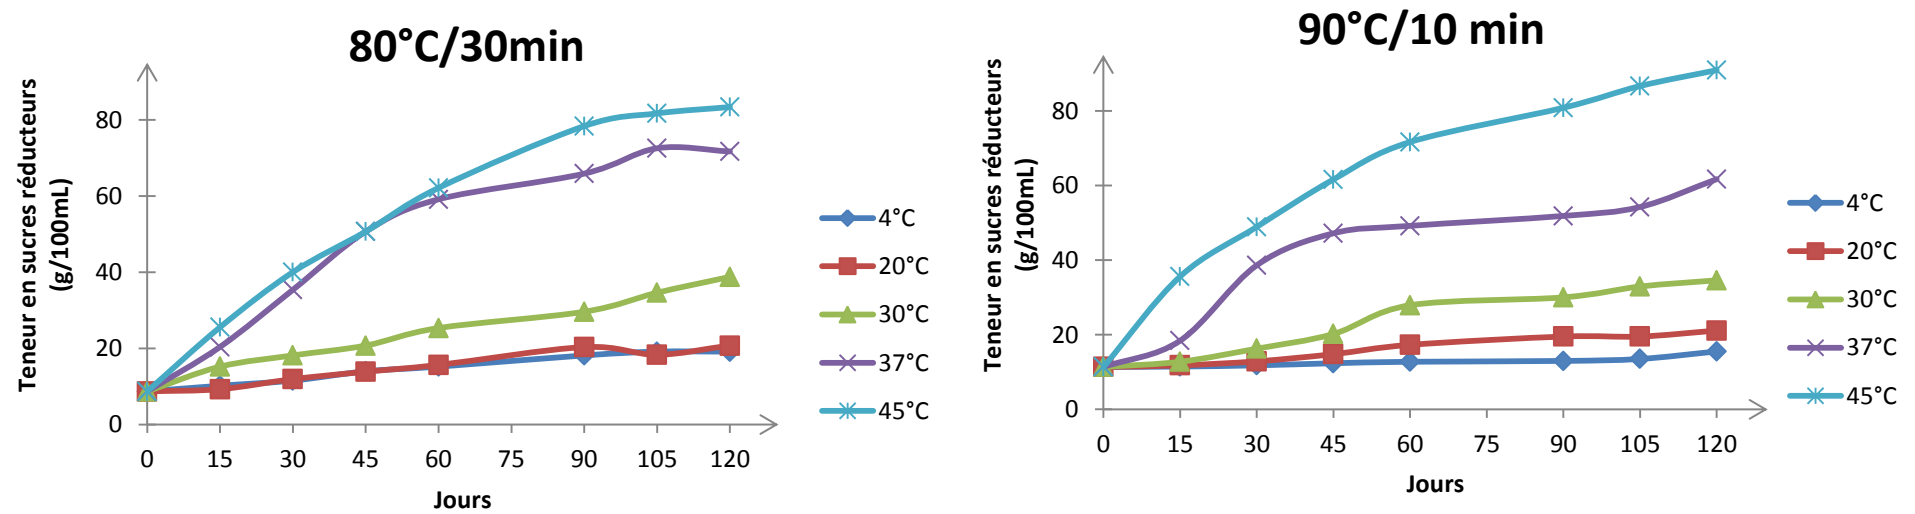 80°C/30min
Teneur en sucres réducteurs
(g/100mL)
80
60
40
20
0
0 15 30 45 60 75 90 105 120
Jours
4°C
20°C
30°C
37°C
45°C
90°C/10 min
Teneur en sucres réducteurs
(g/100mL)
80
60
40
20
0
0 15 30 45 60 75 90 105 120
Jours
4°C
20°C
30°C
37°C
45°C